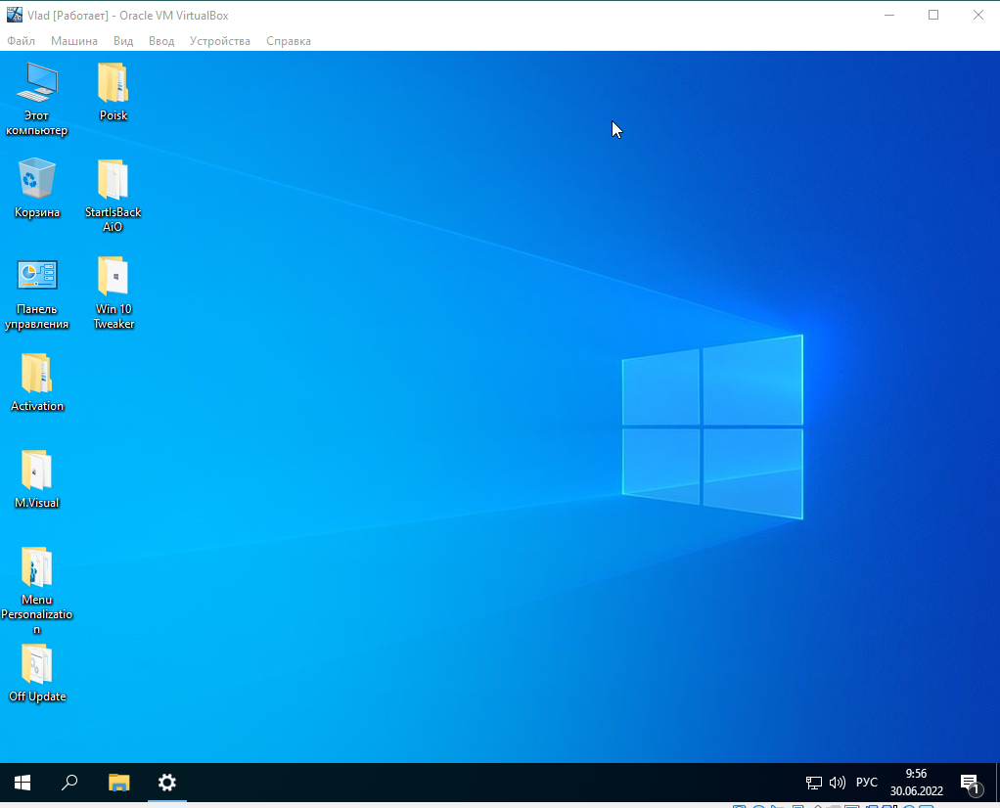 Vlad [Работает] - Oracle VM VirtualBox
Файл Машина Вид Ввод Устройства Справка
Этот
компьютер
Poisk
Корзина
StartIsBack
AiO
Панель
управления
Win 10
Tweaker
Activation
M.Visual
Menu
Personalizatio
n
Off Update
РУС
9:56
30.06.2022
1